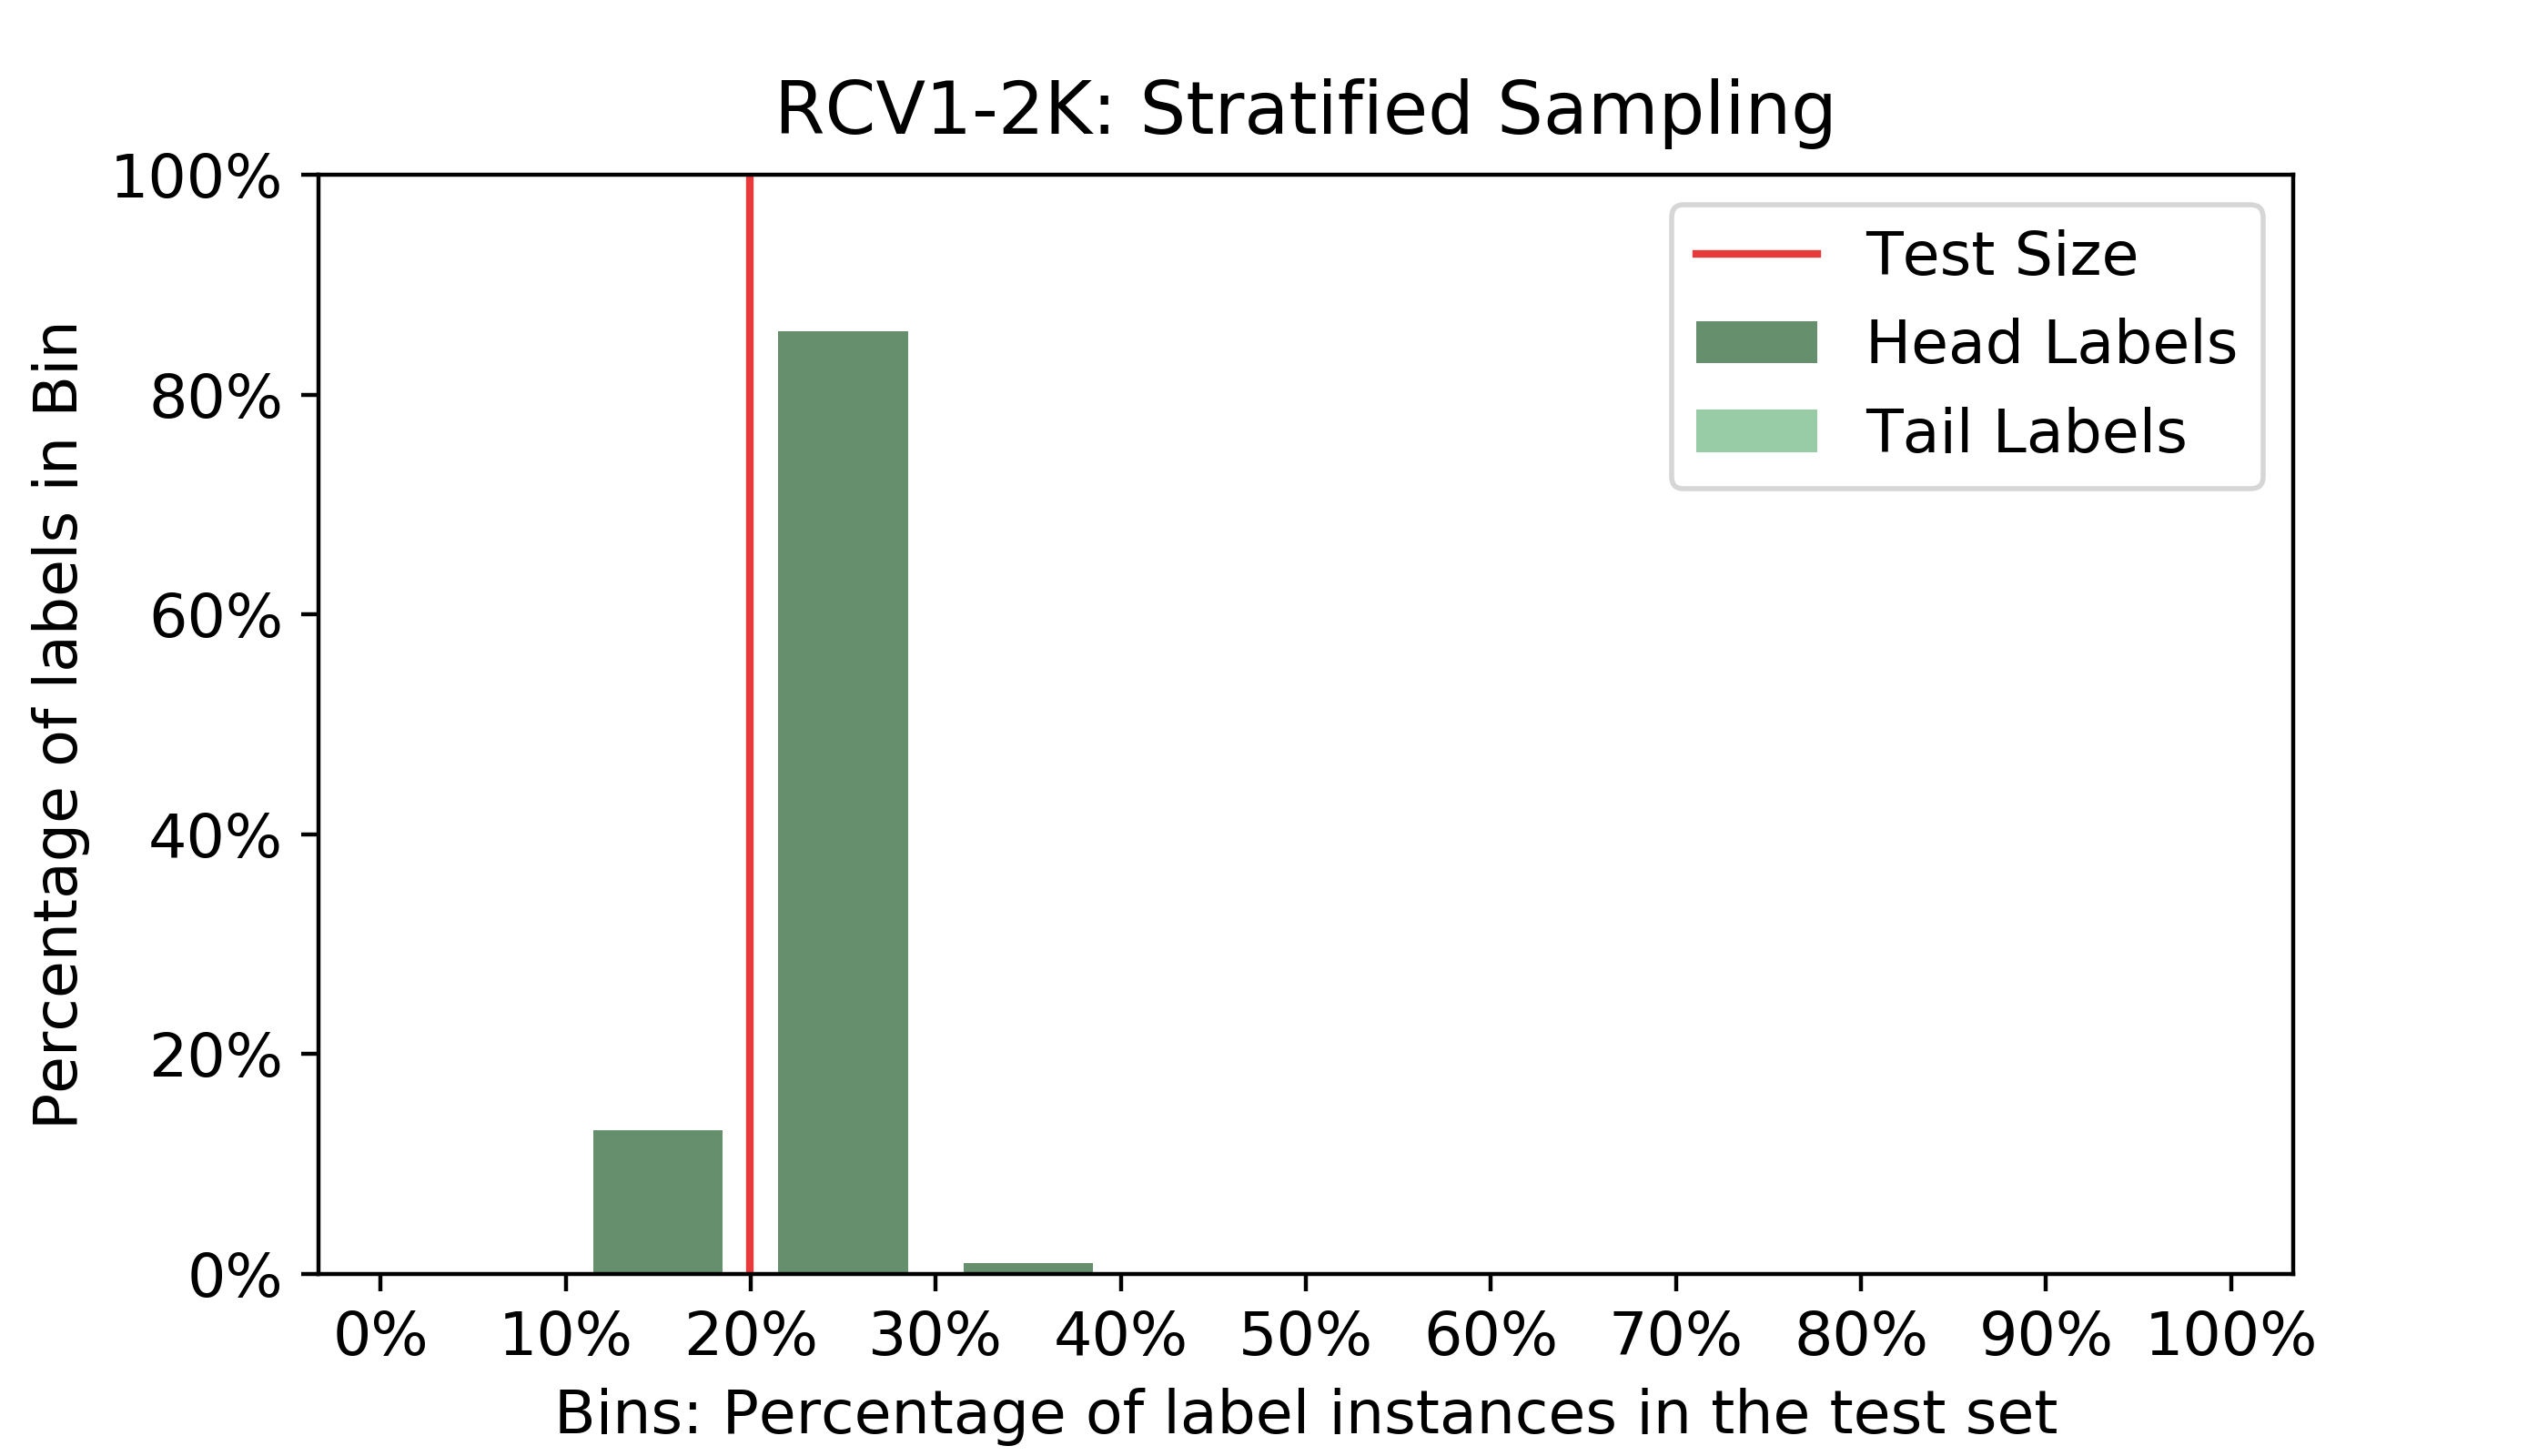 RCV1-2K: Stratified Sampling
100%
80%
60%
40%
20%
0%
Percentage of labels in Bin
Test Size
Head Labels
Tail Labels
0% 10% 20% 30% 40% 50% 60% 70% 80% 90% 100%
Bins: Percentage of label instances in the test set